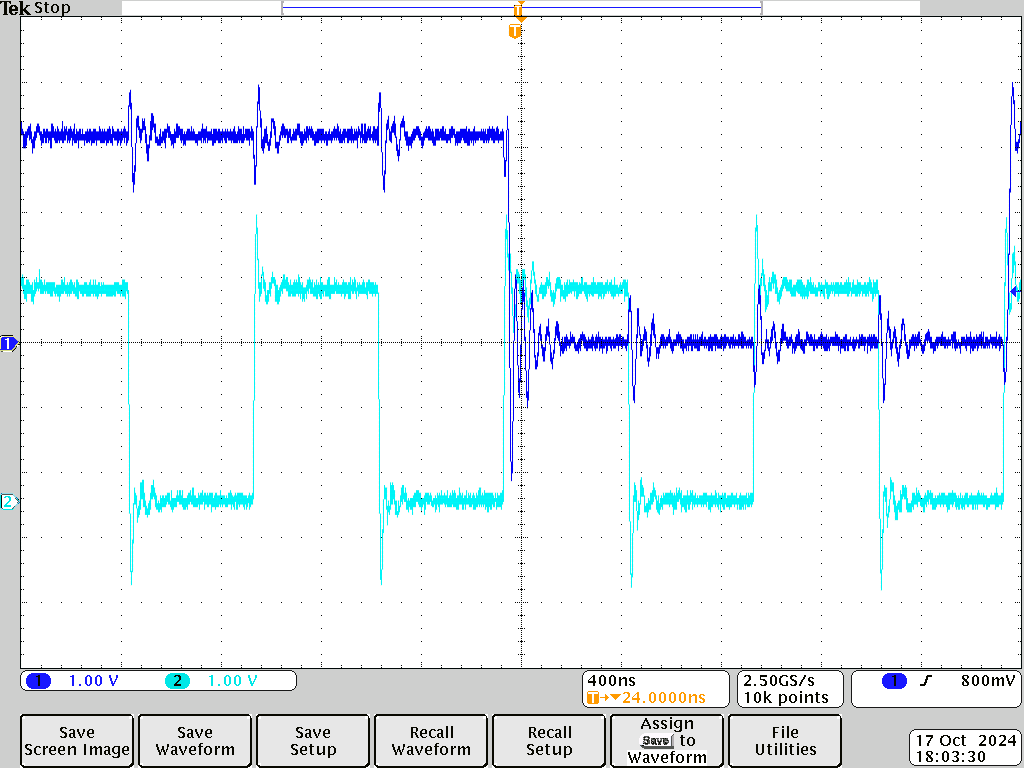 Tek Stop
T
T
1
2
1 1.00 V 2 1.00 V
400ns
T→▼24.0000ns
2.50GS/s
10k points
1 800mV
Save
Screen Image
Save
Waveform
Save
Setup
Recall
Waveform
Recall
Setup
Assign
Save to
Waveform
File
Utilities
17 Oct 2024
18:03:30